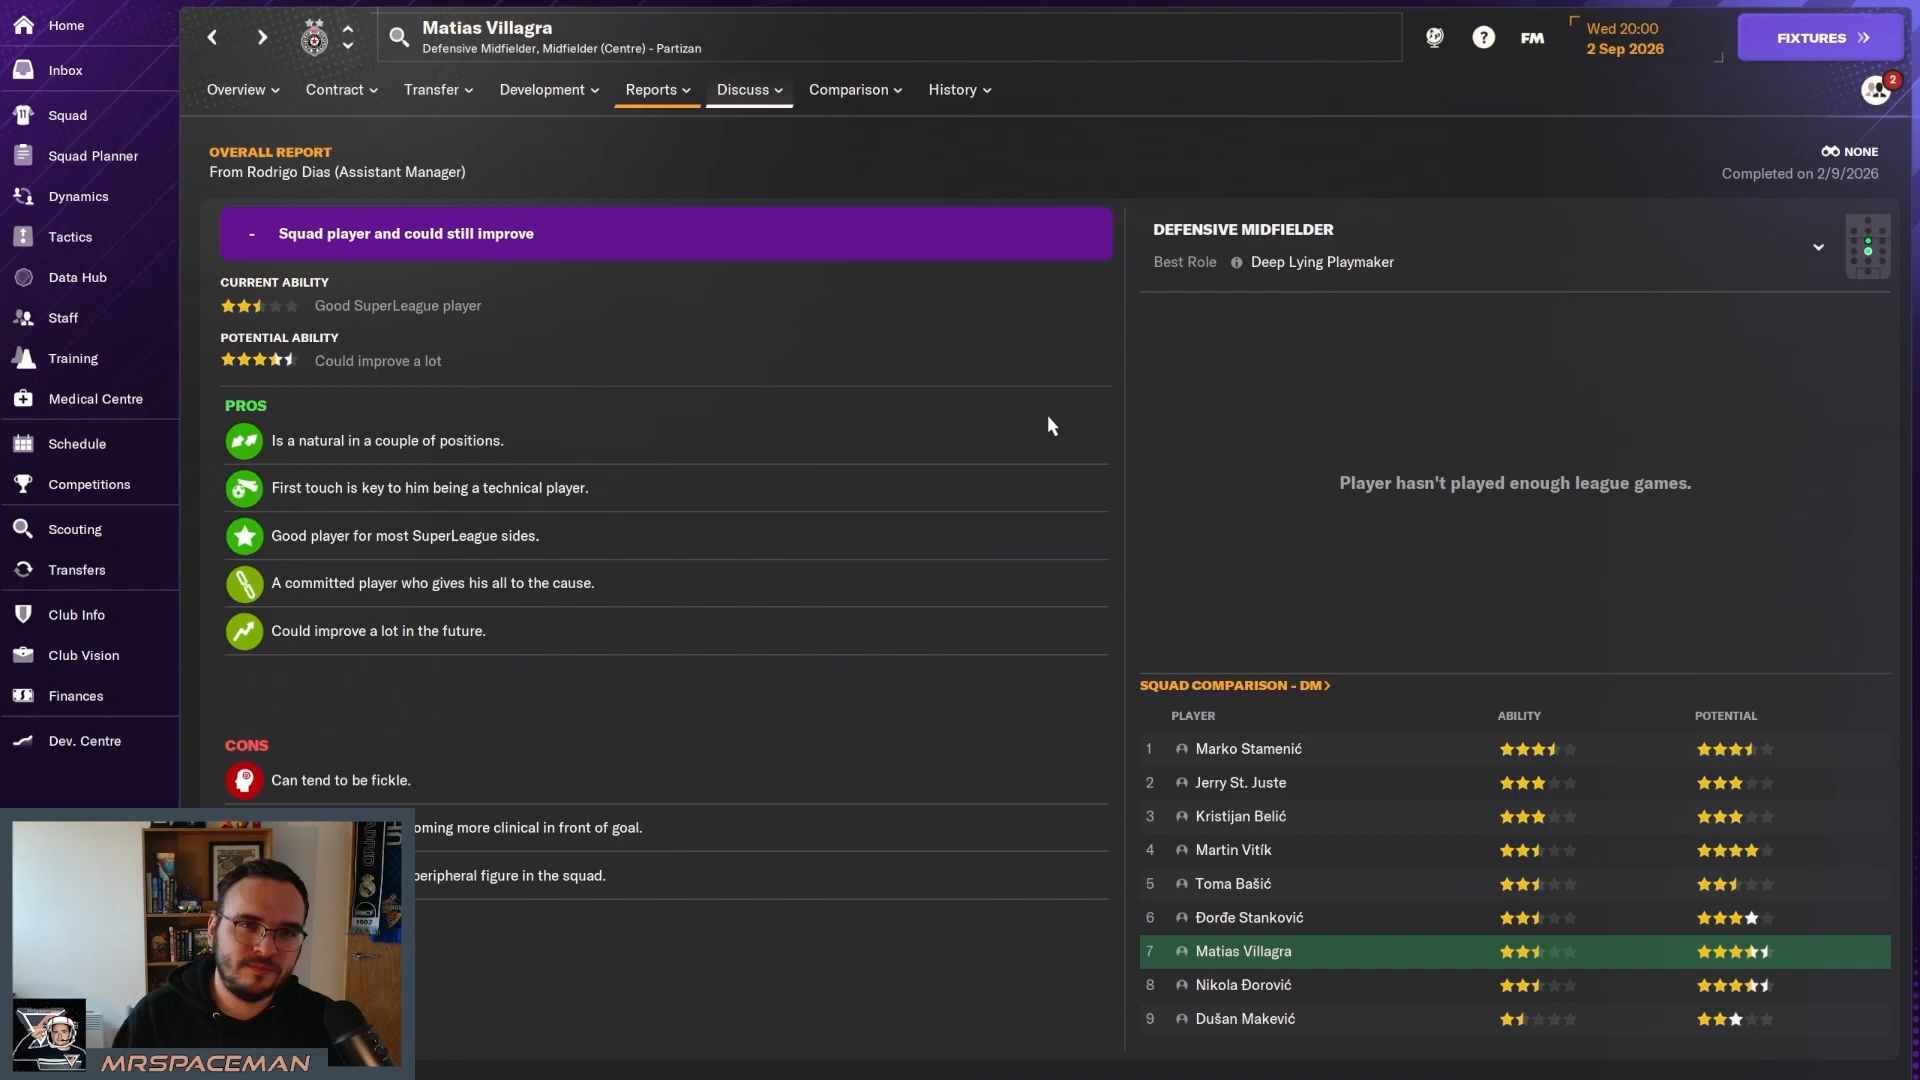 Home
Inbox
Squad
Squad Planner
Dynamics
Tactics
Data Hub
Staff
Training
Medical Centre
Schedule
Competitions
Scouting
Transfers
Club Info
Club Vision
Finances
Dev. Centre
Matias Villagra
Defensive Midfielder, Midfielder (Centre) - Partizan
FM
Wed 20:00
2 Sep 2026
FIXTURES
2
Overview
Contract
Transfer
Development
Reports
Discuss
Comparison
History
OVERALL REPORT
From Rodrigo Dias (Assistant Manager)
NONE
Completed on 2/9/2026
- Squad player and could still improve
CURRENT ABILITY
Good SuperLeague player
POTENTIAL ABILITY
Could improve a lot
PROS
Is a natural in a couple of positions.
First touch is key to him being a technical player.
Good player for most SuperLeague sides.
A committed player who gives his all to the cause.
Could improve a lot in the future.
CONS
Can tend to be fickle.
oming more clinical in front of goal.
peripheral figure in the squad.
DEFENSIVE MIDFIELDER
Best Role Deep Lying Playmaker
Player hasn't played enough league games.
SQUAD COMPARISON - DM>
PLAYER ABILITY POTENTIAL
1 Marko Stamenić
2 Jerry St. Juste
3 Kristijan Belić
4 Martin Vitík
5 Toma Bašić
6 Đorđe Stanković
7 Matias Villagra
8 Nikola Đorović
9 Dušan Makević
ADRID
RMCF
1902
MRSPACEMAN